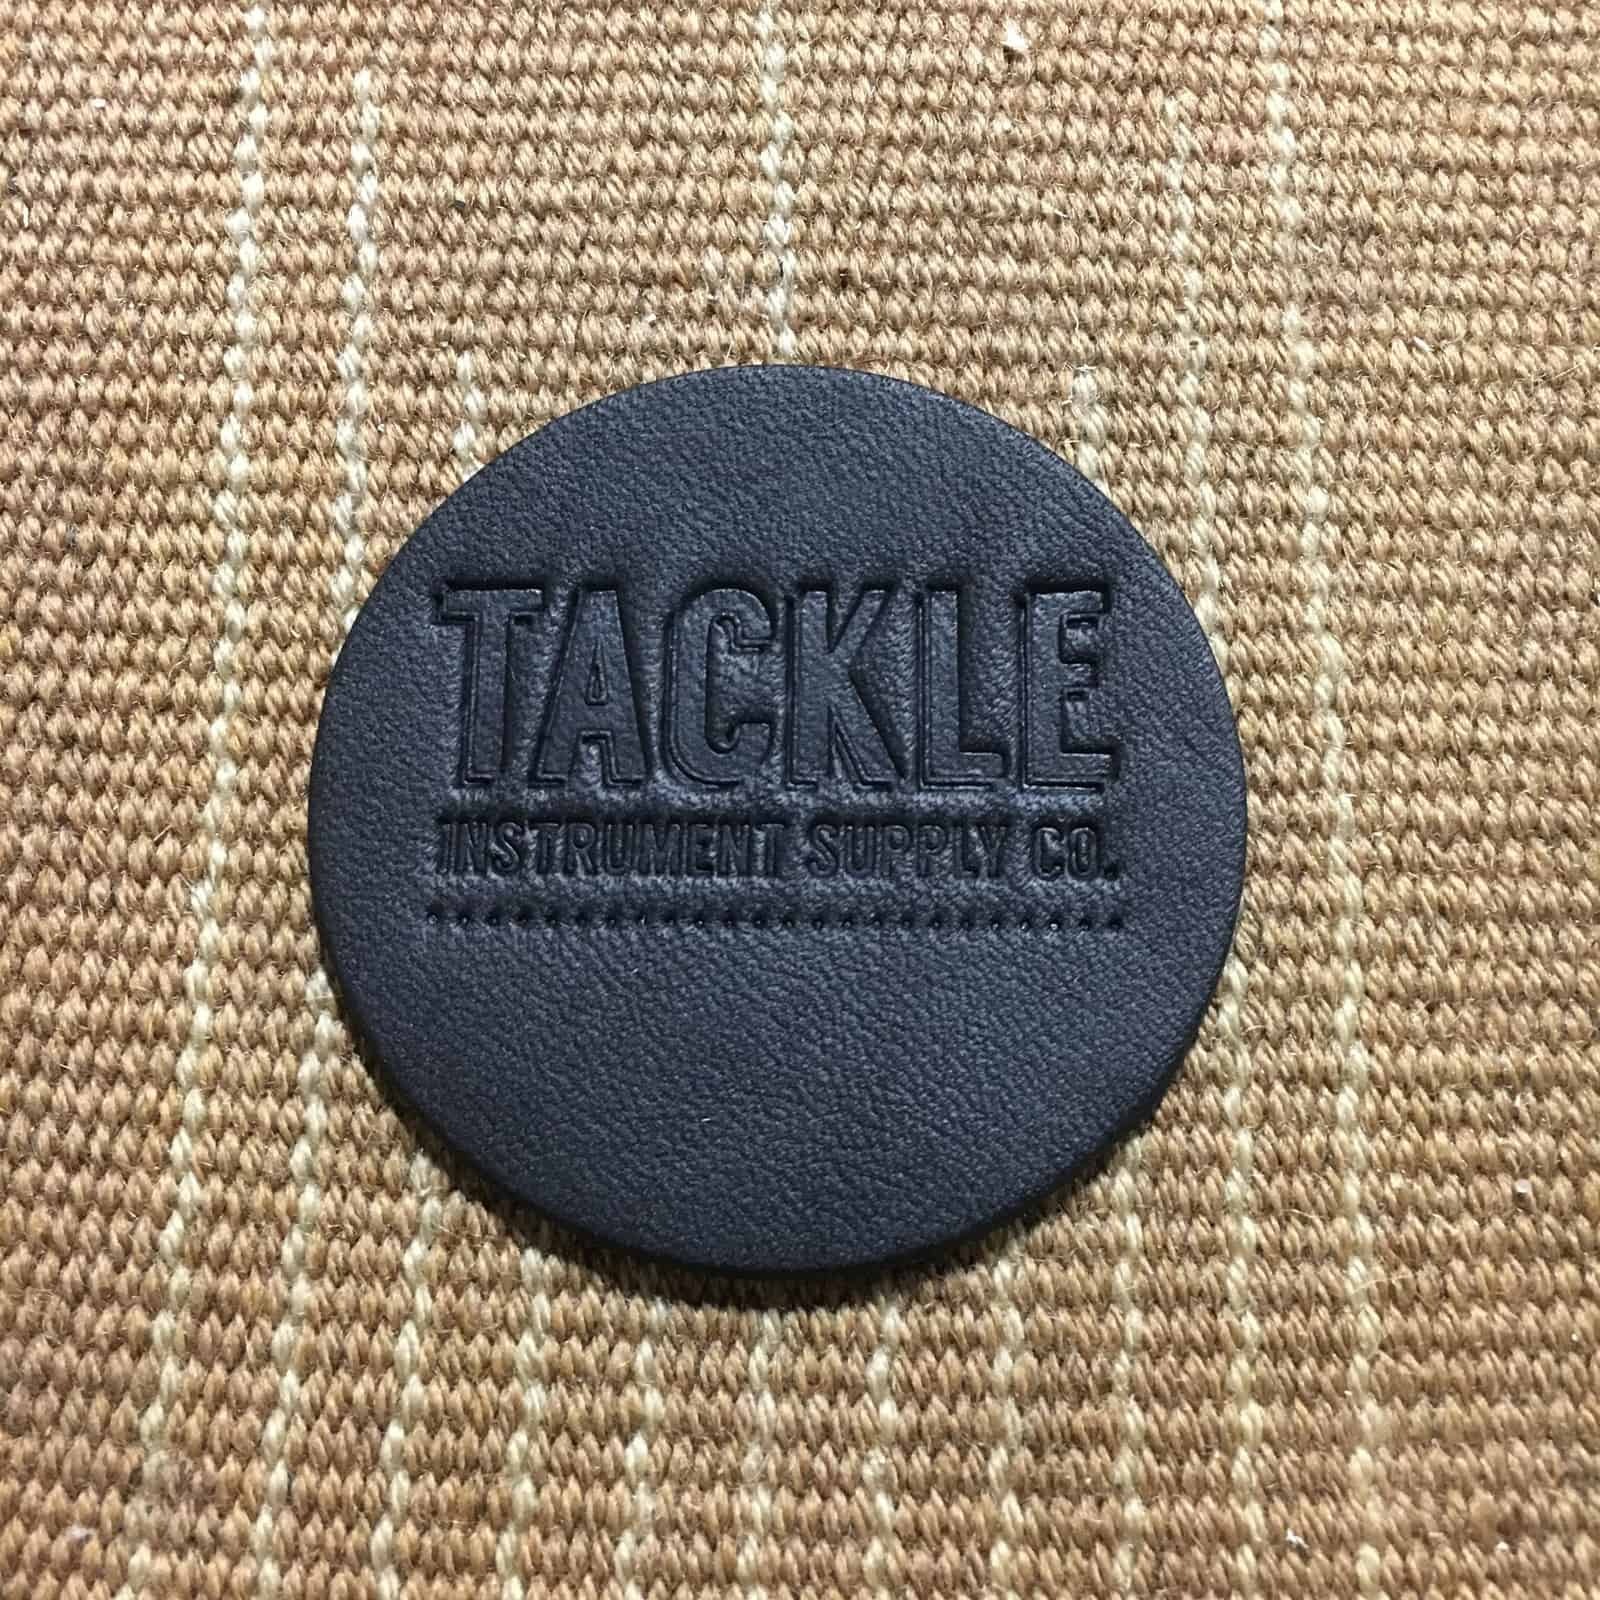 TACKLE
INSTRUMENT SUPPLY CO.